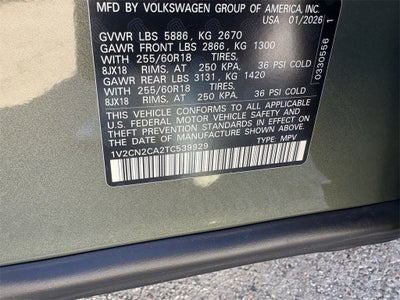 MFD BY VOLKSWAGEN GROUP OF AMERICA, INC.
USA 01/2026
GVWR LBS 5886, KG 2670
GAWR FRONT LBS 2866, KG 1300
WITH 255/60R18 TIRES,
8JX18 RIMS, AT 250 KPA. 36 PSI COLD
GAWR REAR LBS 3131, KG 1420
WITH 255/60R18 TIRES,
8JX18 RIMS, AT 250 KPA. 36 PSI COLD
THIS VEHICLE CONFORMS TO ALL APPLICABLE
U.S. FEDERAL MOTOR VEHICLE SAFETY AND
THEFT PREVENTION STANDARDS IN EFFECT ON
THE DATE OF MANUFACTURE SHOWN ABOVE.
1V2CN2CA2TC539929 TYPE: MPV
0330556 1